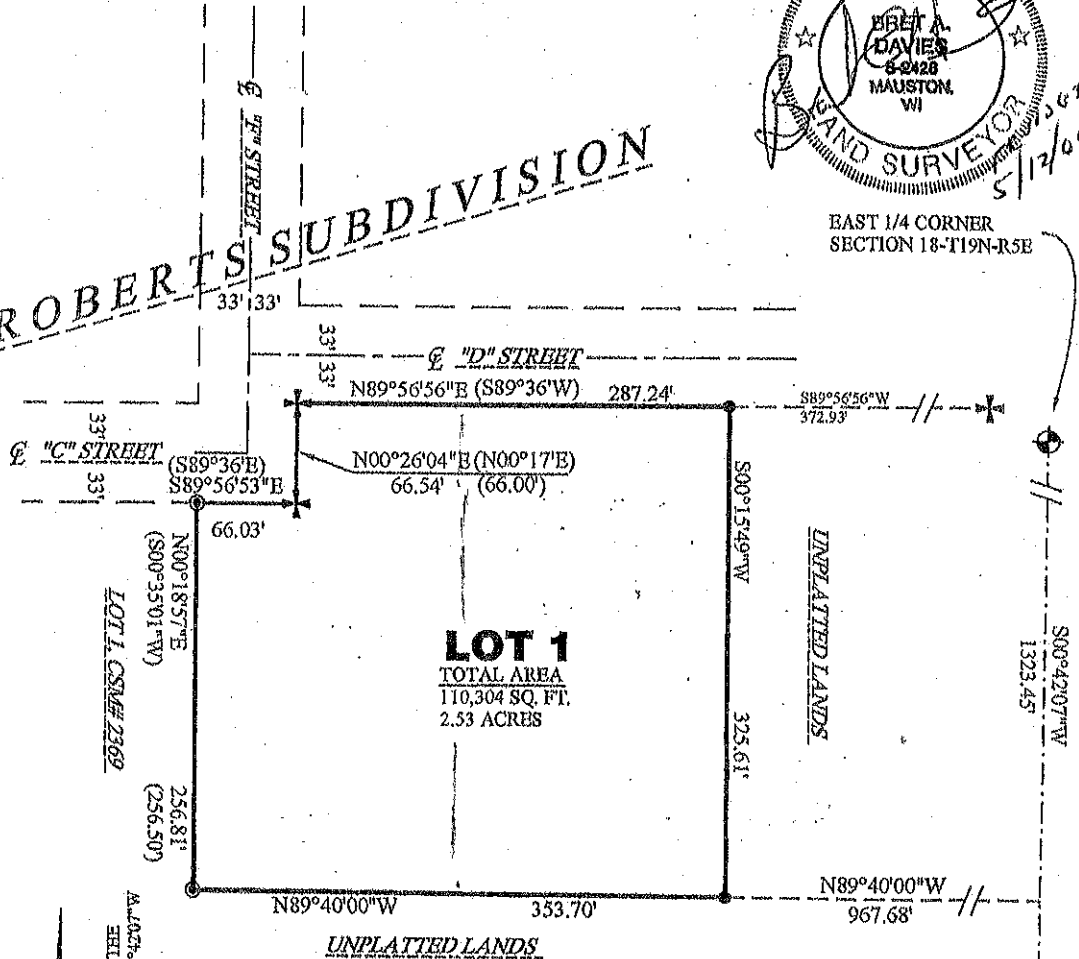 BRET A.
DAVIES
S-2428
MAUSTON,
WI
LAND SURVEYOR
5/12/
EAST 1/4 CORNER
SECTION 18-T19N-R5E
ROBERTS SUBDIVISION
℄ "F" STREET
33' 33'
33' 33'
℄ "D" STREET
N89°56'56"E (S89°36'W) 287.24'
S89°56'56"W
372.93'
33'
℄ "C" STREET
33'
(S89°36'E)
S89°56'53"E
66.03'
N00°26'04"E (N00°17'E)
66.54' (66.00')
N00°18'57"E
(S00°35'01"W)
256.81'
(256.50')
LOT 1, CSM# 2369
S00°15'49"W
325.61'
UNPLATTED LANDS
S00°42'07"W
1323.45'
LOT 1
TOTAL AREA
110,304 SQ. FT.
2.53 ACRES
N89°40'00"W 353.70'
N89°40'00"W
967.68'
UNPLATTED LANDS